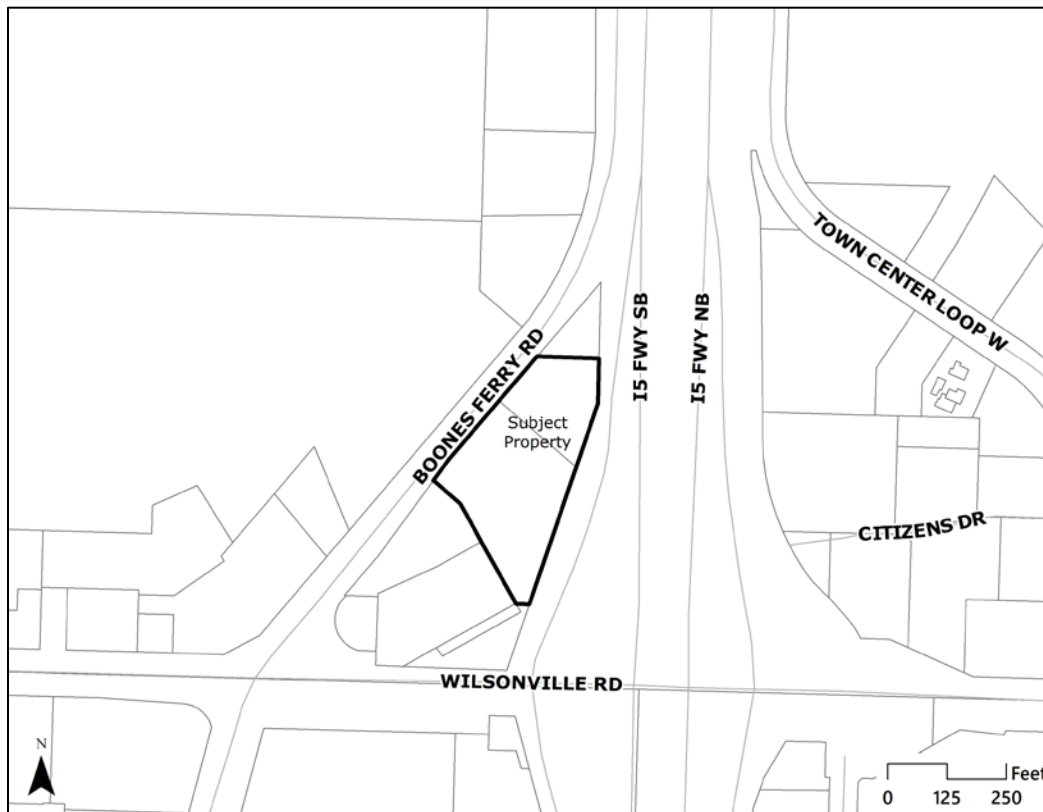 TOWN CENTER LOOP W
I5 FWY SB
I5 FWY NB
BOONES FERRY RD
Subject
Property
CITIZENS DR
WILSONVILLE RD
N
Feet
0 125 250